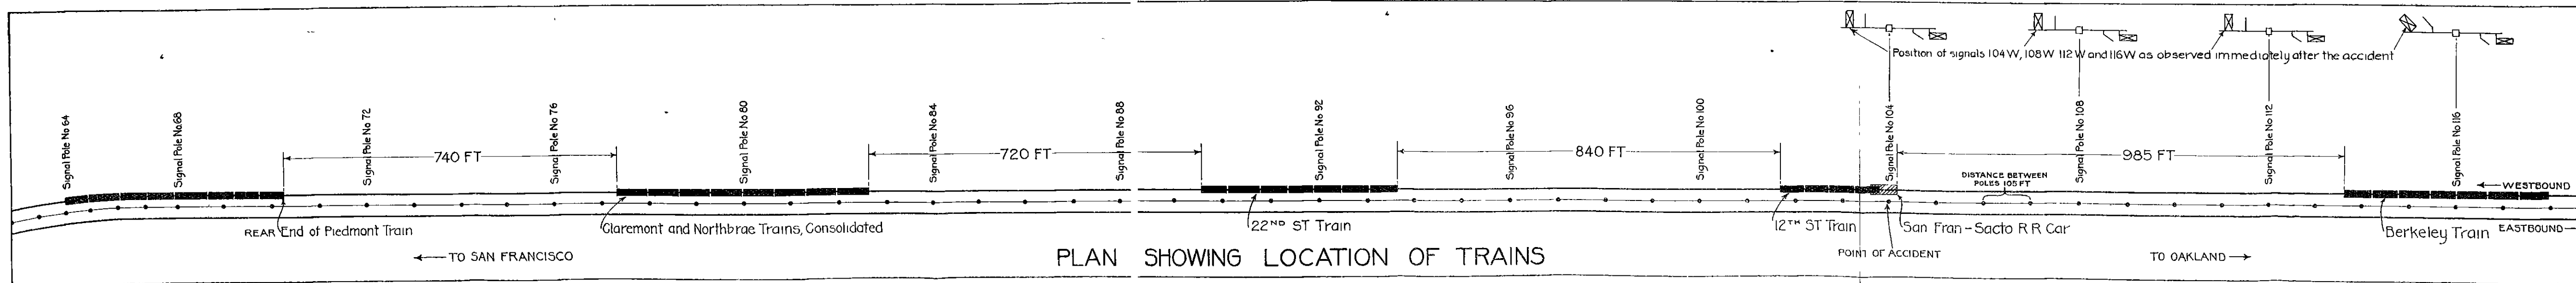 Position of signals 104W, 108W 112W and 116W as observed immediately after the accident
Signal Pole No 64
Signal Pole No 68
Signal Pole No 72
Signal Pole No 76
Signal Pole No 80
Signal Pole No 84
Signal Pole No 88
Signal Pole No 92
Signal Pole No 96
Signal Pole No 100
Signal Pole No 104
Signal Pole No 108
Signal Pole No 112
Signal Pole No 116
740 FT
720 FT
840 FT
985 FT
DISTANCE BETWEEN
POLES 105 FT
WESTBOUND
REAR End of Piedmont Train
Claremont and Northbrae Trains, Consolidated
22ND ST Train
12TH ST Train
San Fran-Sacto R R Car
Berkeley Train
EASTBOUND
TO SAN FRANCISCO
PLAN SHOWING LOCATION OF TRAINS
POINT OF ACCIDENT
TO OAKLAND